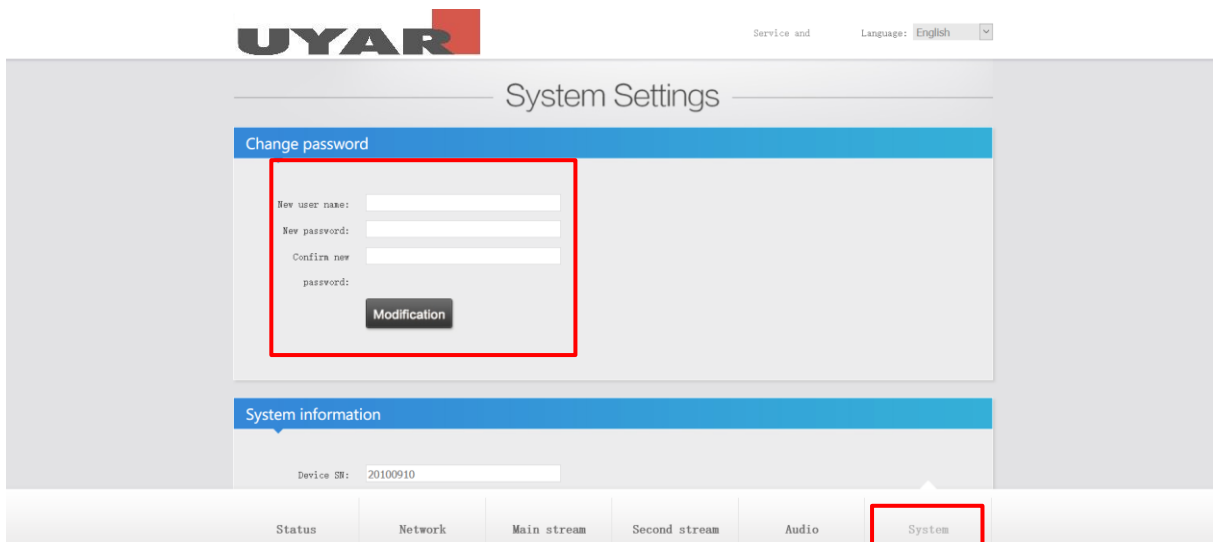 UYAR
Service and Language: English
System Settings
Change password
New user name:
New password:
Confirm new
password:
Modification
System information
Device SN: 20100910
Status Network Main stream Second stream Audio System